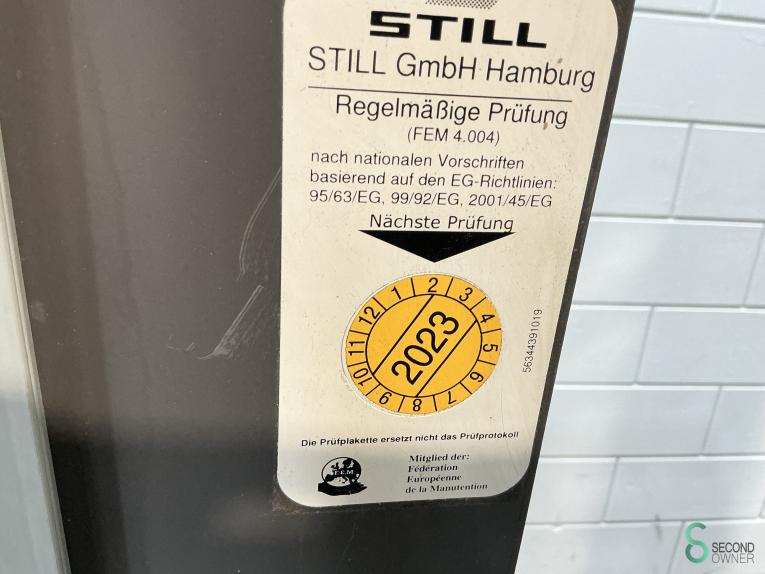 STILL
STILL GmbH Hamburg
Regelmäßige Prüfung
(FEM 4.004)
nach nationalen Vorschriften
basierend auf den EG-Richtlinien:
95/63/EG, 99/92/EG, 2001/45/EG
Nächste Prüfung
1 2 3 4 5 6 7 8 9 10 11 12
2023
56344391019
Die Prüfplakette ersetzt nicht das Prüfprotokoll
F.E.M.
Mitglied der:
Fédération
Européenne
de la Manutention
SECOND
OWNER